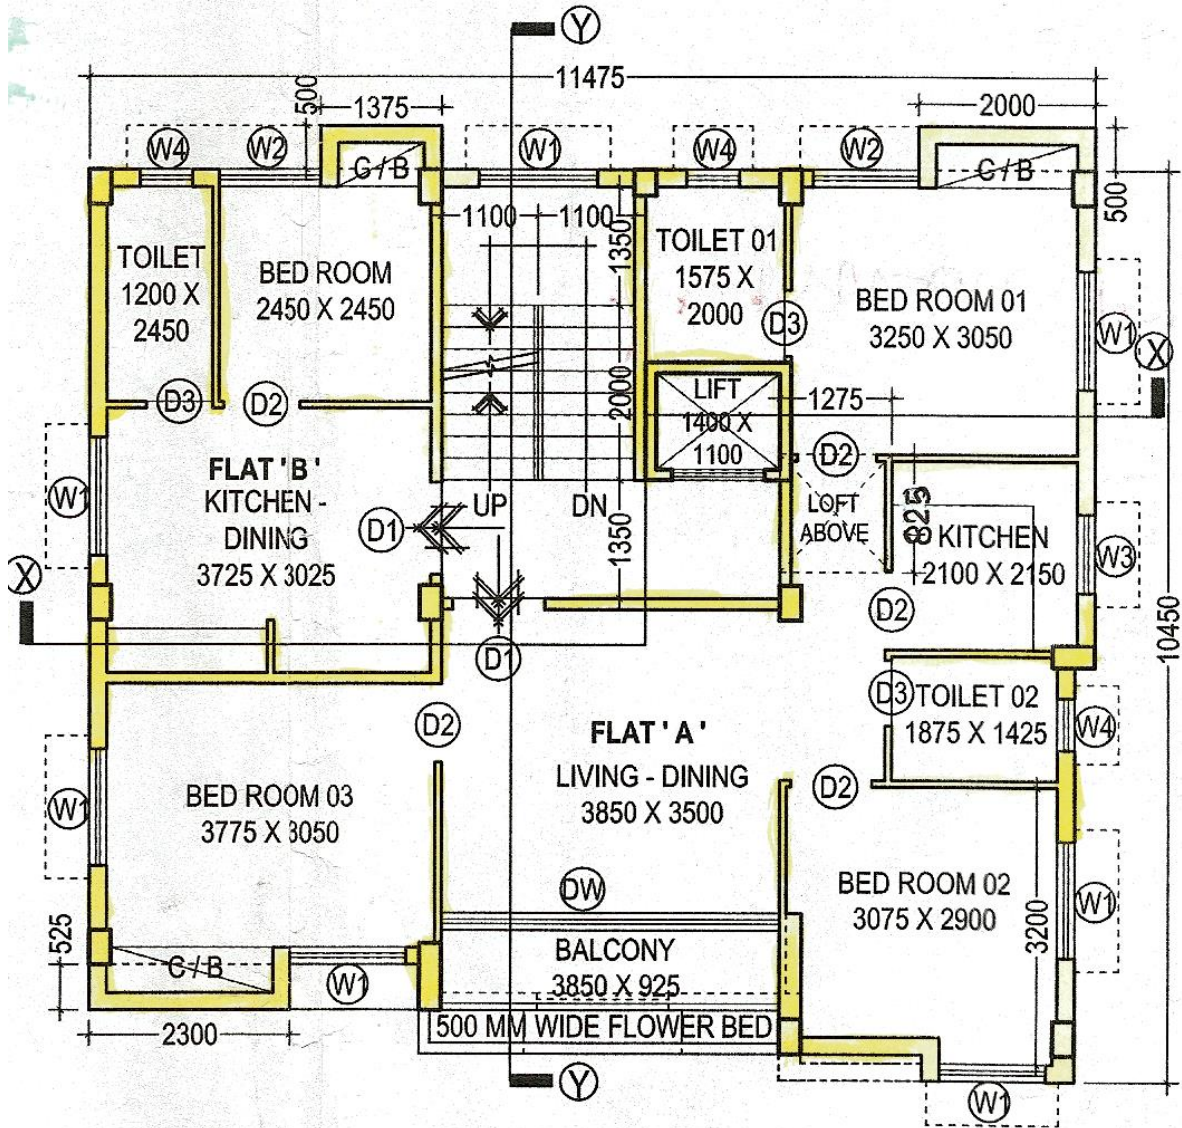 Y
11475
500
1375
2000
W4
W2
W1
W4
W2
C/B
C/B
500
1100
1100
1350
TOILET
1200 X
2450
BED ROOM
2450 X 2450
TOILET 01
1575 X
2000
D3
BED ROOM 01
3250 X 3050
W1
X
D3
D2
2000
LIFT
1400 X
1100
1275
D2
FLAT 'B'
KITCHEN -
DINING
3725 X 3025
W1
D1
UP
DN
1350
LOFT
ABOVE
825
KITCHEN
2100 X 2150
W3
X
D1
D2
10450
D2
D3
TOILET 02
1875 X 1425
W4
FLAT 'A'
LIVING - DINING
3850 X 3500
D2
BED ROOM 03
3775 X 3050
W1
DW
BED ROOM 02
3075 X 2900
3200
W1
525
C/B
W1
BALCONY
3850 X 925
500 MM WIDE FLOWER BED
2300
Y
W1